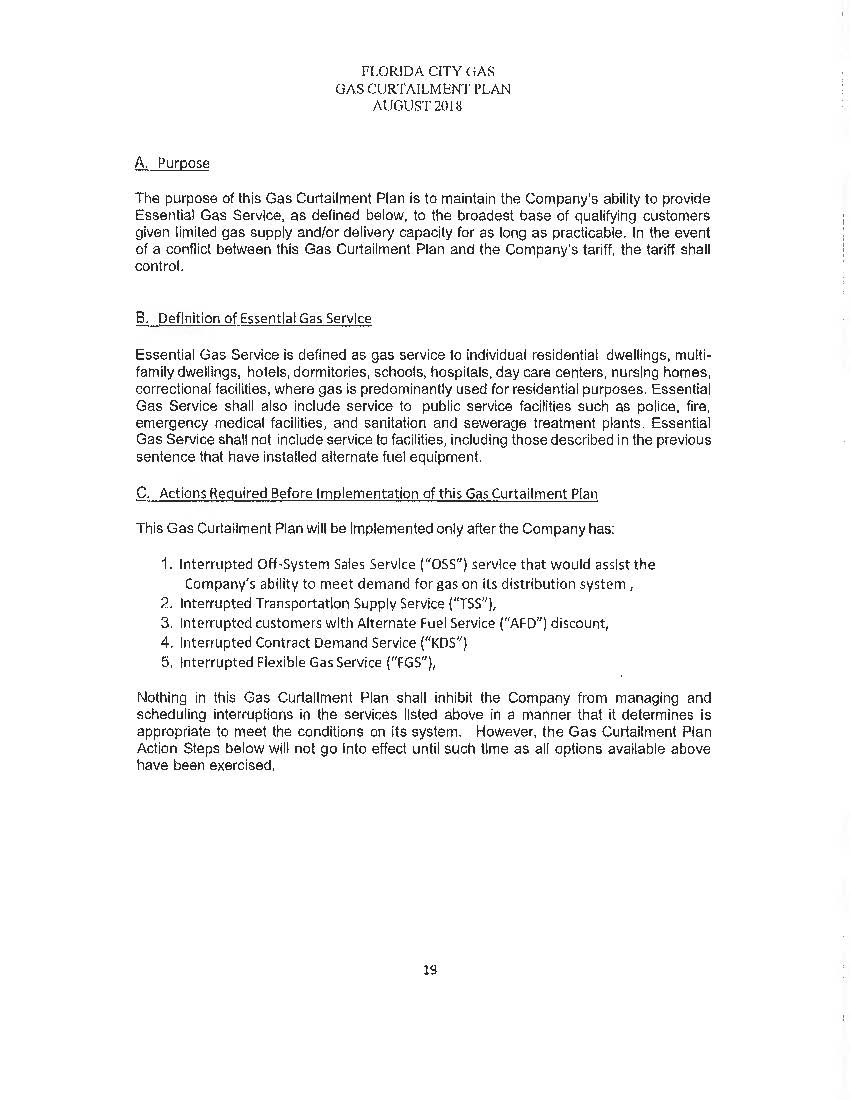 FLORIDA CITY GAS
GAS CURTAILMENT PLAN
AUGUST 2018
A. Purpose
The purpose of this Gas Curtailment Plan is to maintain the Company's ability to provide
Essential Gas Service, as defined below, to the broadest base of qualifying customers
given limited gas supply and/or delivery capacity for as long as practicable. In the event
of a conflict between this Gas Curtailment Plan and the Company's tariff, the tariff shall
control.
B. Definition of Essential Gas Service
Essential Gas Service is defined as gas service to individual residential dwellings, multi-
family dwellings, hotels, dormitories, schools, hospitals, day care centers, nursing homes,
correctional facilities, where gas is predominantly used for residential purposes. Essential
Gas Service shall also include service to public service facilities such as police, fire,
emergency medical facilities, and sanitation and sewerage treatment plants. Essential
Gas Service shall not include service to facilities, including those described in the previous
sentence that have installed alternate fuel equipment.
C. Actions Required Before Implementation of this Gas Curtailment Plan
This Gas Curtailment Plan will be implemented only after the Company has:
1. Interrupted Off-System Sales Service ("OSS") service that would assist the
Company's ability to meet demand for gas on its distribution system ,
2. Interrupted Transportation Supply Service ("TSS"),
3. Interrupted customers with Alternate Fuel Service ("AFD") discount,
4. Interrupted Contract Demand Service ("KDS")
5. Interrupted Flexible Gas Service ("FGS"),
Nothing in this Gas Curtailment Plan shall inhibit the Company from managing and
scheduling interruptions in the services listed above in a manner that it determines is
appropriate to meet the conditions on its system. However, the Gas Curtailment Plan
Action Steps below will not go into effect until such time as all options available above
have been exercised.
19